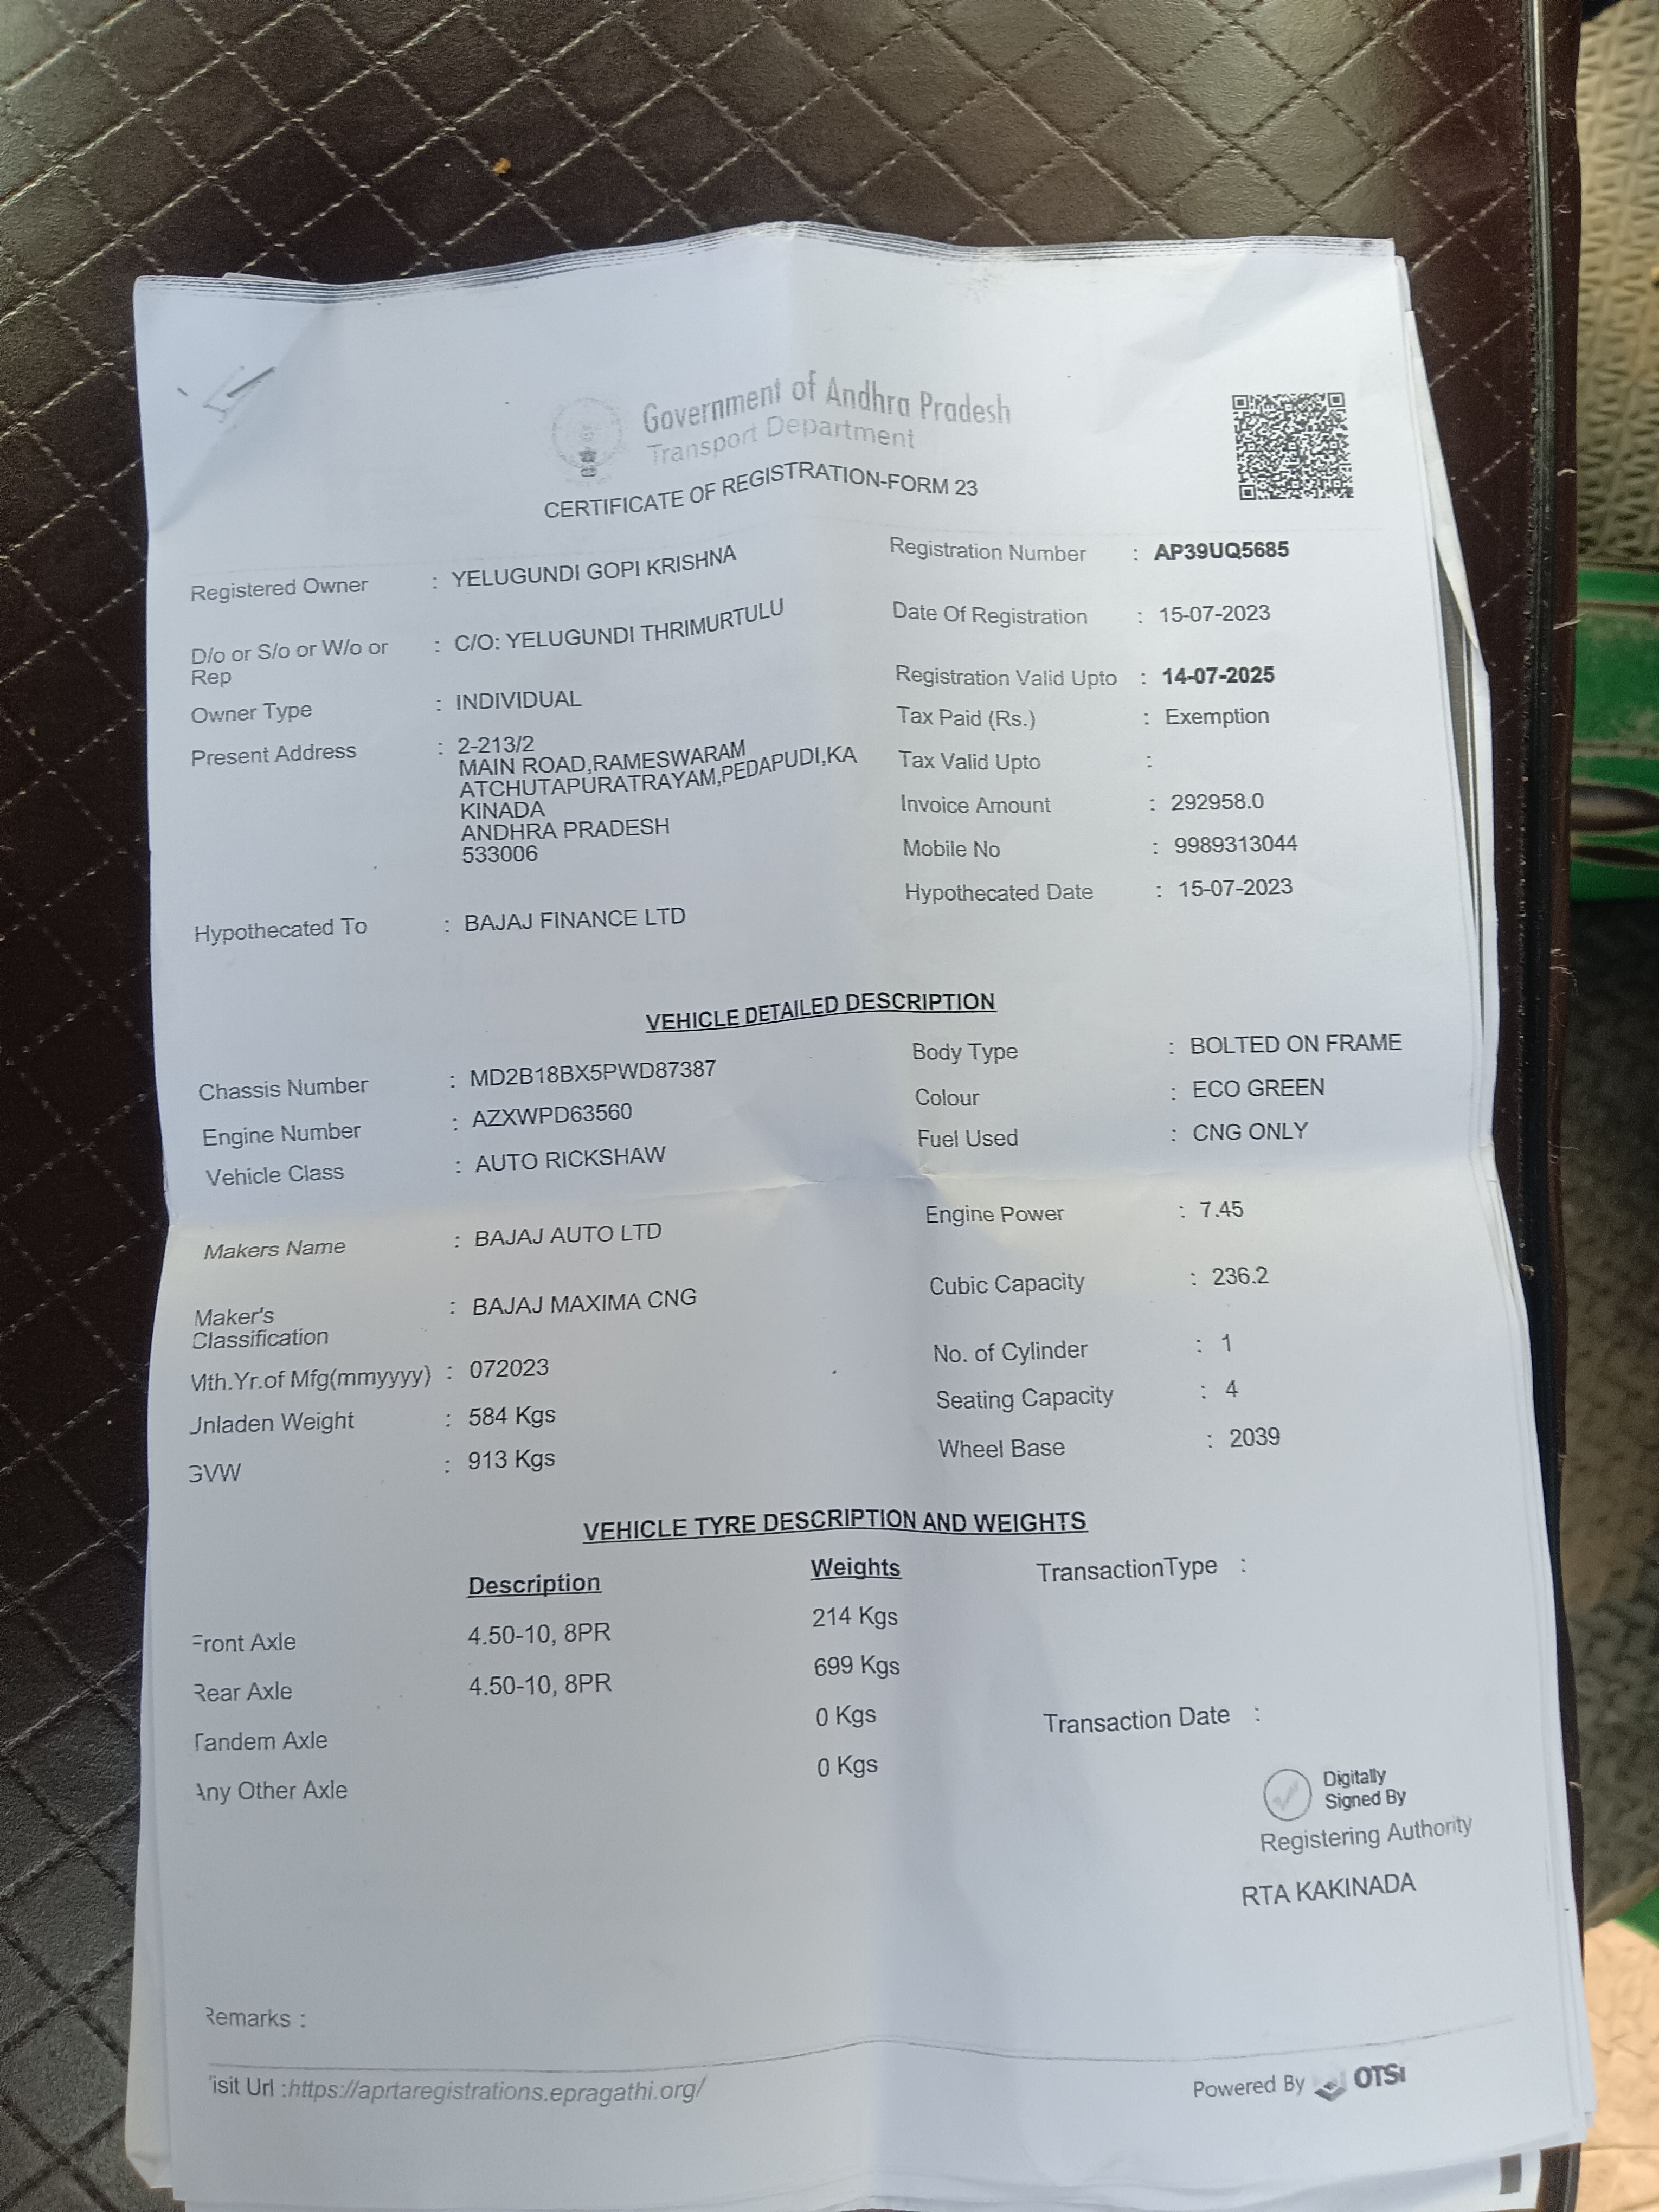 Government of Andhra Pradesh
Transport Department
CERTIFICATE OF REGISTRATION-FORM 23
Registered Owner : YELUGUNDI GOPI KRISHNA
Registration Number : AP39UQ5685
D/o or S/o or W/o or Rep : C/O: YELUGUNDI THRIMURTULU
Date Of Registration : 15-07-2023
Owner Type : INDIVIDUAL
Registration Valid Upto : 14-07-2025
Present Address : 2-213/2
MAIN ROAD,RAMESWARAM
ATCHUTAPURATRAYAM,PEDAPUDI,KA
KINADA
ANDHRA PRADESH
533006
Tax Paid (Rs.) : Exemption
Tax Valid Upto :
Invoice Amount : 292958.0
Mobile No : 9989313044
Hypothecated To : BAJAJ FINANCE LTD
Hypothecated Date : 15-07-2023
VEHICLE DETAILED DESCRIPTION
Chassis Number : MD2B18BX5PWD87387
Body Type : BOLTED ON FRAME
Engine Number : AZXWPD63560
Colour : ECO GREEN
Vehicle Class : AUTO RICKSHAW
Fuel Used : CNG ONLY
Makers Name : BAJAJ AUTO LTD
Engine Power : 7.45
Maker's Classification : BAJAJ MAXIMA CNG
Cubic Capacity : 236.2
Mth.Yr.of Mfg(mmyyyy) : 072023
No. of Cylinder : 1
Unladen Weight : 584 Kgs
Seating Capacity : 4
GVW : 913 Kgs
Wheel Base : 2039
VEHICLE TYRE DESCRIPTION AND WEIGHTS
Description Weights TransactionType :
Front Axle 4.50-10, 8PR 214 Kgs
Rear Axle 4.50-10, 8PR 699 Kgs
Tandem Axle 0 Kgs Transaction Date :
Any Other Axle 0 Kgs
Digitally
Signed By
Registering Authority
RTA KAKINADA
Remarks :
Visit Url :https://aprtaregistrations.epragathi.org/
Powered By OTSI